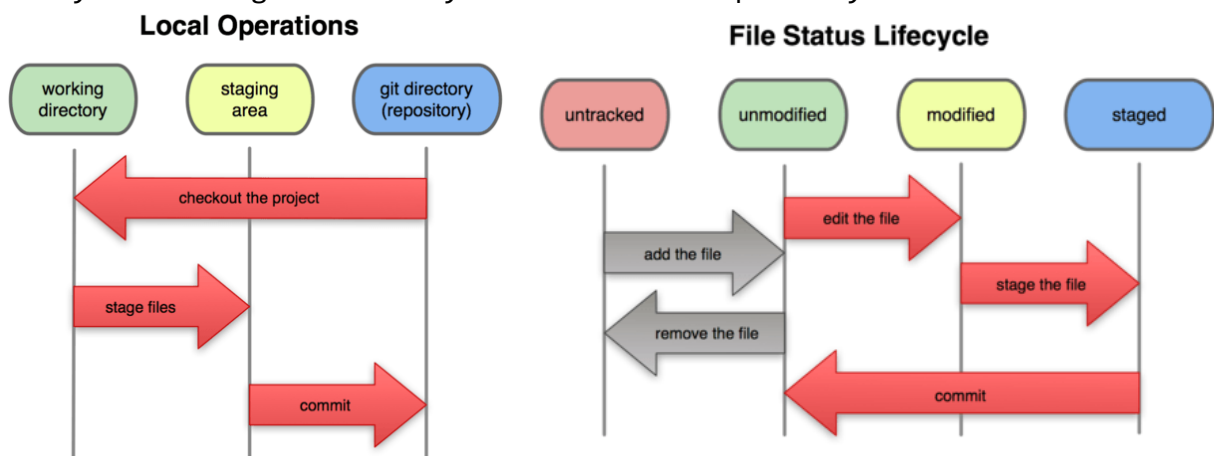 Local Operations
working
directory
staging
area
git directory
(repository)
checkout the project
stage files
commit
File Status Lifecycle
untracked
unmodified
modified
staged
edit the file
add the file
stage the file
remove the file
commit